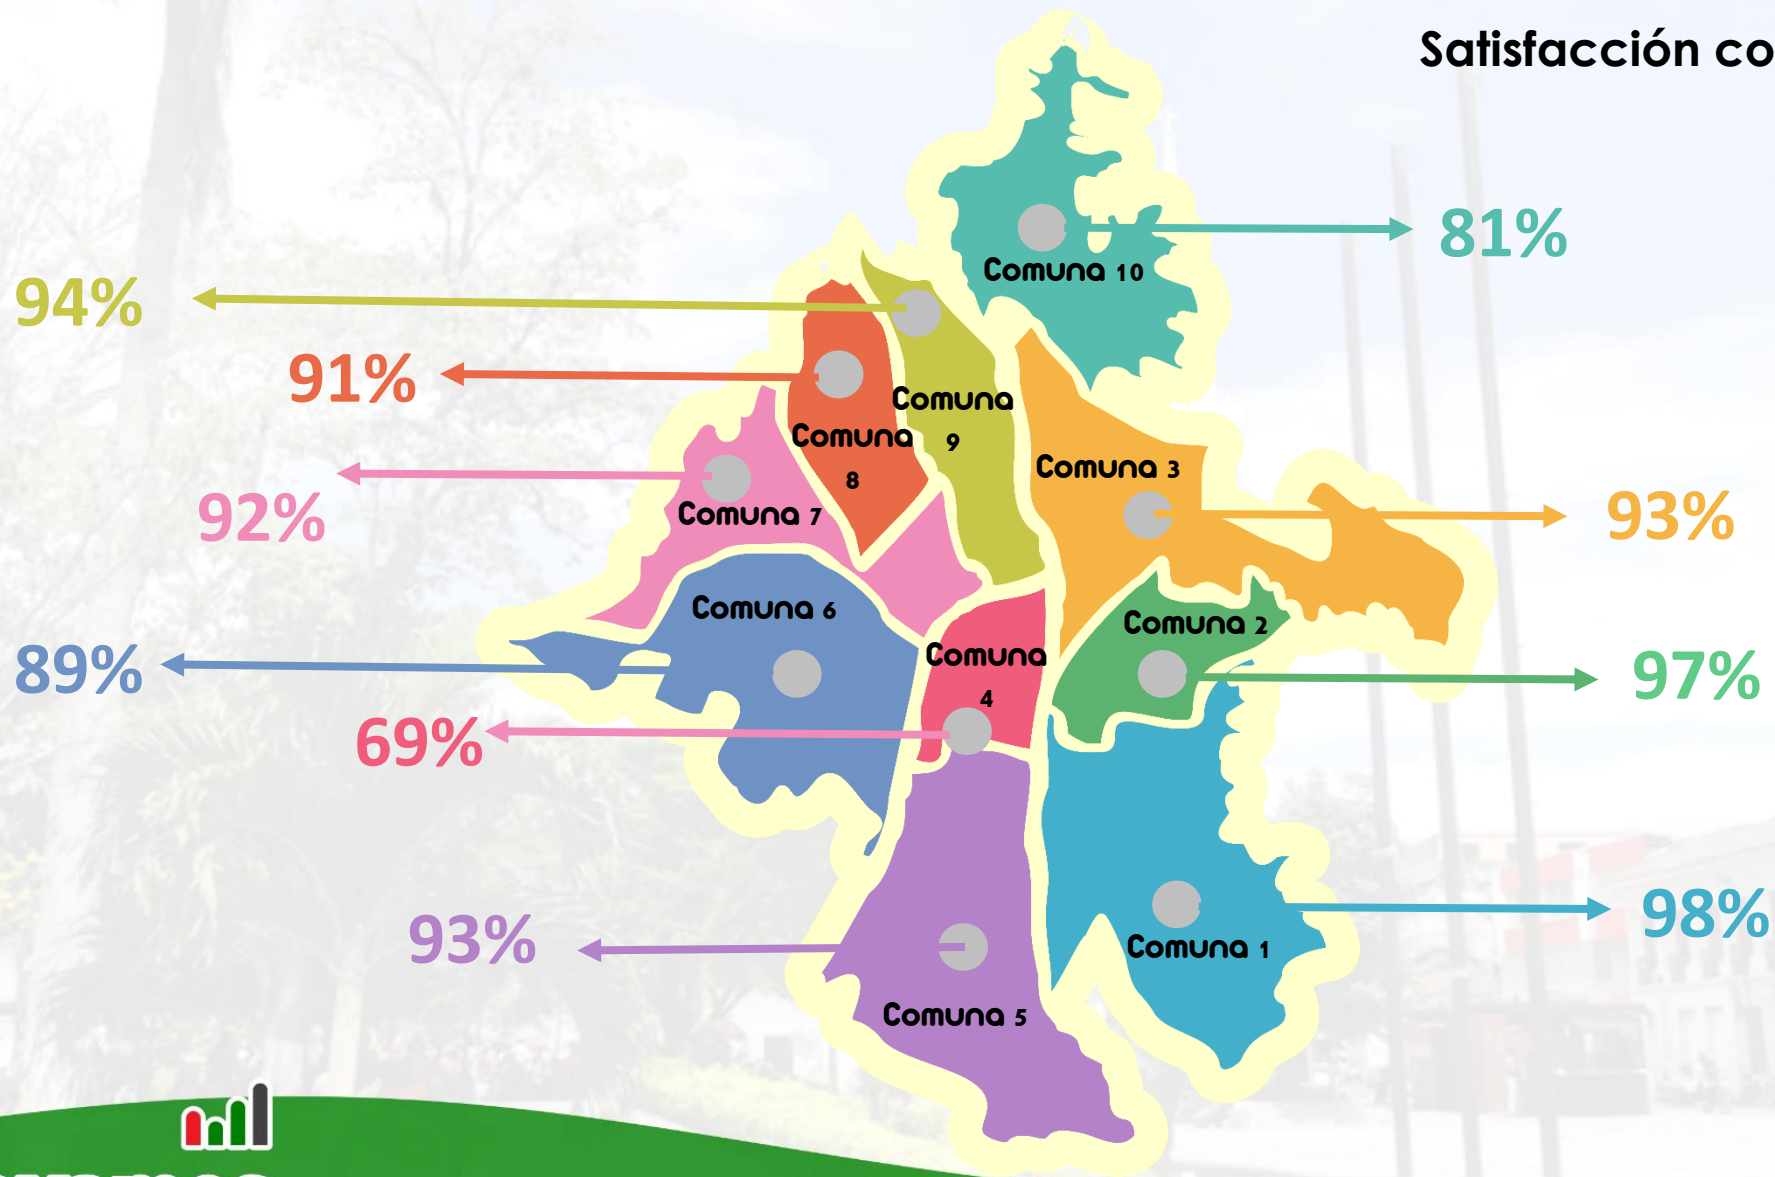 Satisfacción co
81%
Comuna 10
94%
91%
Comuna
9
Comuna
8
Comuna 3
92%
Comuna 7
93%
Comuna 6
Comuna 2
89%
Comuna
4
97%
69%
98%
93%
Comuna 1
Comuna 5